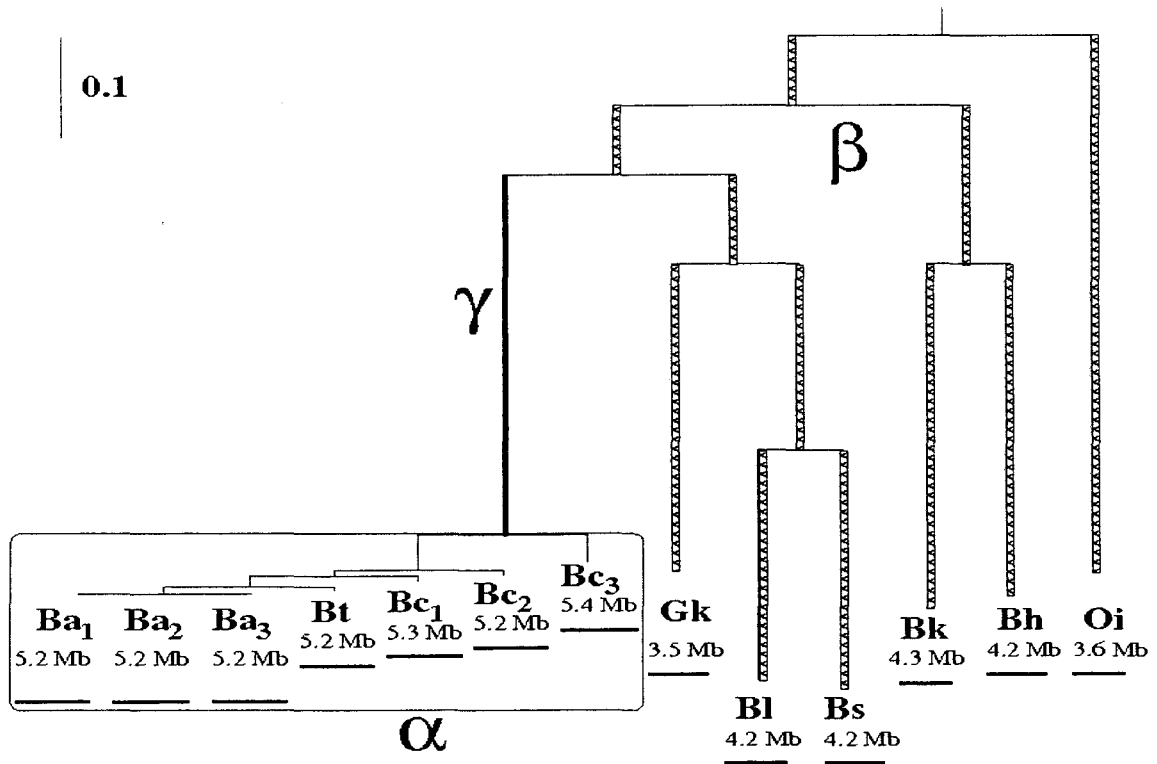 0.1
β
γ
Ba1 Ba2 Ba3 Bt Bc1 Bc2 Bc3 Gk Bk Bh Oi
5.2 Mb 5.2 Mb 5.2 Mb 5.2 Mb 5.3 Mb 5.2 Mb 5.4 Mb 3.5 Mb 4.3 Mb 4.2 Mb 3.6 Mb
α
Bl Bs
4.2 Mb 4.2 Mb